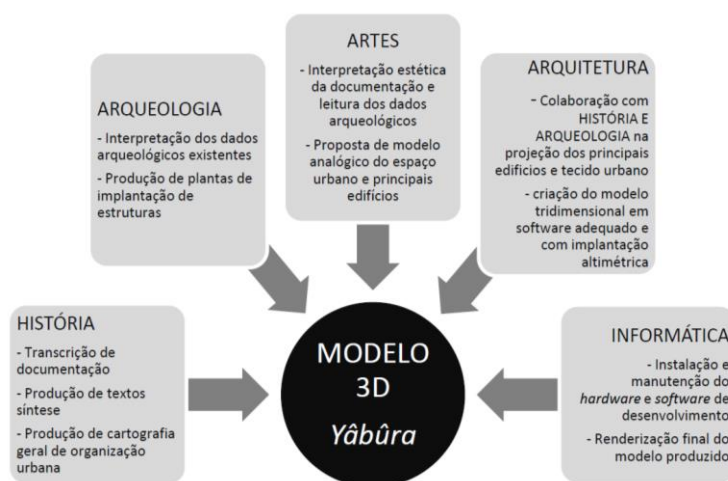 ARTES
- Interpretação estética
da documentação e
leitura dos dados
arqueológicos
- Proposta de modelo
analógico do espaço
urbano e principais
edifícios
ARQUEOLOGIA
- Interpretação dos dados
arqueológicos existentes
- Produção de plantas de
implantação de
estruturas
ARQUITETURA
- Colaboração com
HISTÓRIA E
ARQUEOLOGIA na
projeção dos principais
edificios e tecido urbano
- criação do modelo
tridimensional em
software adequado e
com implantação
altimétrica
HISTÓRIA
- Transcrição de
documentação
- Produção de textos
síntese
- Produção de cartografia
geral de organização
urbana
MODELO
3D
Yâbûra
INFORMÁTICA
- Instalação e
manutenção do
hardware e software de
desenvolvimento
- Renderização final do
modelo produzido